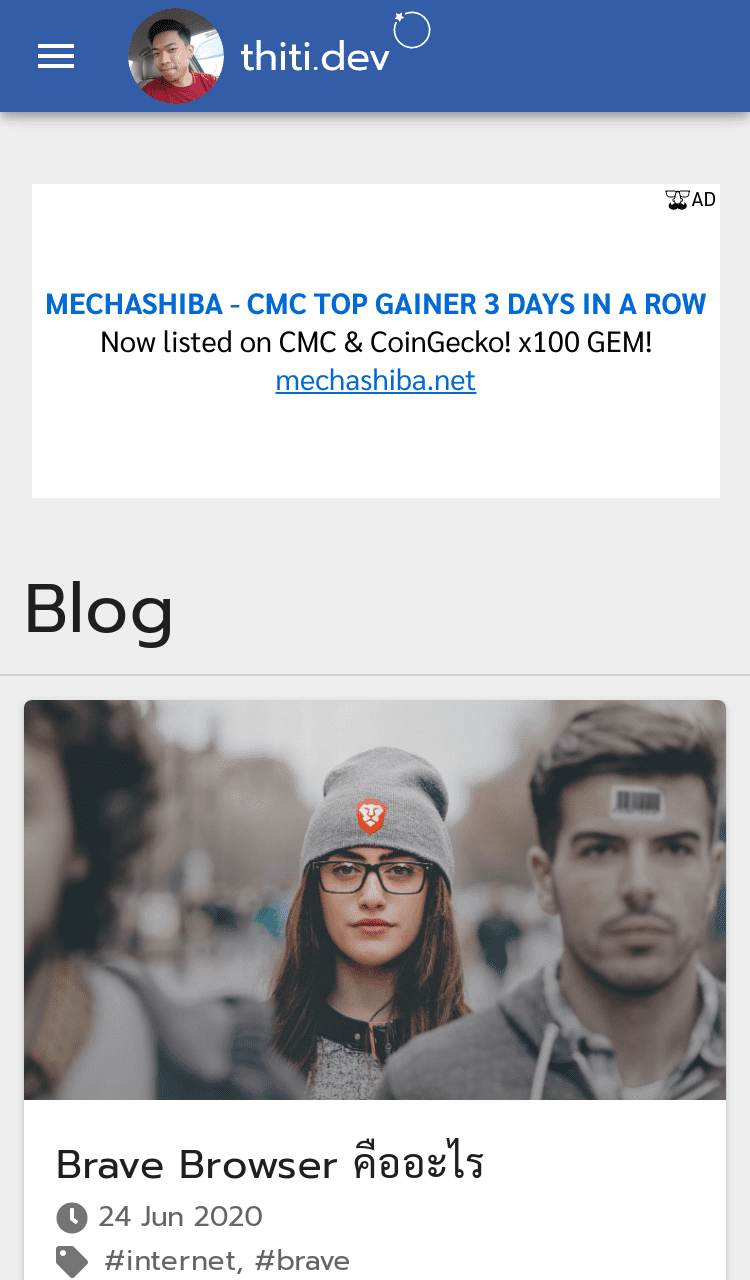 thiti.dev
AD
MECHASHIBA - CMC TOP GAINER 3 DAYS IN A ROW
Now listed on CMC & CoinGecko! x100 GEM!
mechashiba.net
Blog
Brave Browser คืออะไร
24 Jun 2020
#internet, #brave